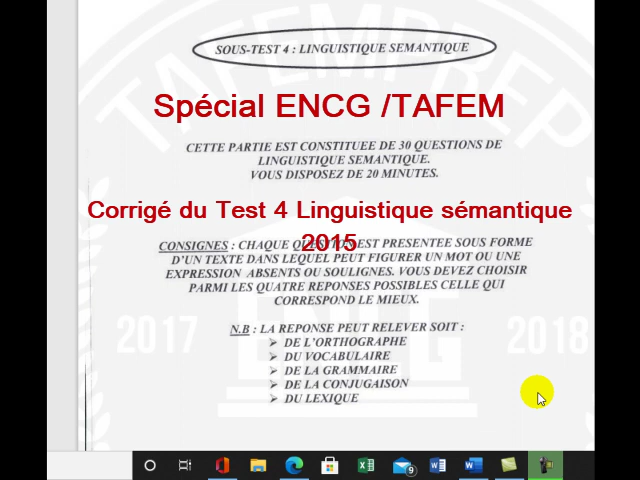 SOUS-TEST 4 : LINGUISTIQUE SEMANTIQUE
TAFEMPREP
Spécial ENCG /TAFEM
CETTE PARTIE EST CONSTITUEE DE 30 QUESTIONS DE
LINGUISTIQUE SEMANTIQUE.
VOUS DISPOSEZ DE 20 MINUTES.
Corrigé du Test 4 Linguistique sémantique
2015
CONSIGNES : CHAQUE QUESTION EST PRESENTEE SOUS FORME
D'UN TEXTE DANS LEQUEL PEUT FIGURER UN MOT OU UNE
EXPRESSION ABSENTS OU SOULIGNES. VOUS DEVEZ CHOISIR
PARMI LES QUATRE REPONSES POSSIBLES CELLE QUI
CORRESPOND LE MIEUX.
2017 ENCG 2018
N.B : LA REPONSE PEUT RELEVER SOIT :
➢ DE L'ORTHOGRAPHE
➢ DU VOCABULAIRE
➢ DE LA GRAMMAIRE
➢ DE LA CONJUGAISON
➢ DU LEXIQUE
9